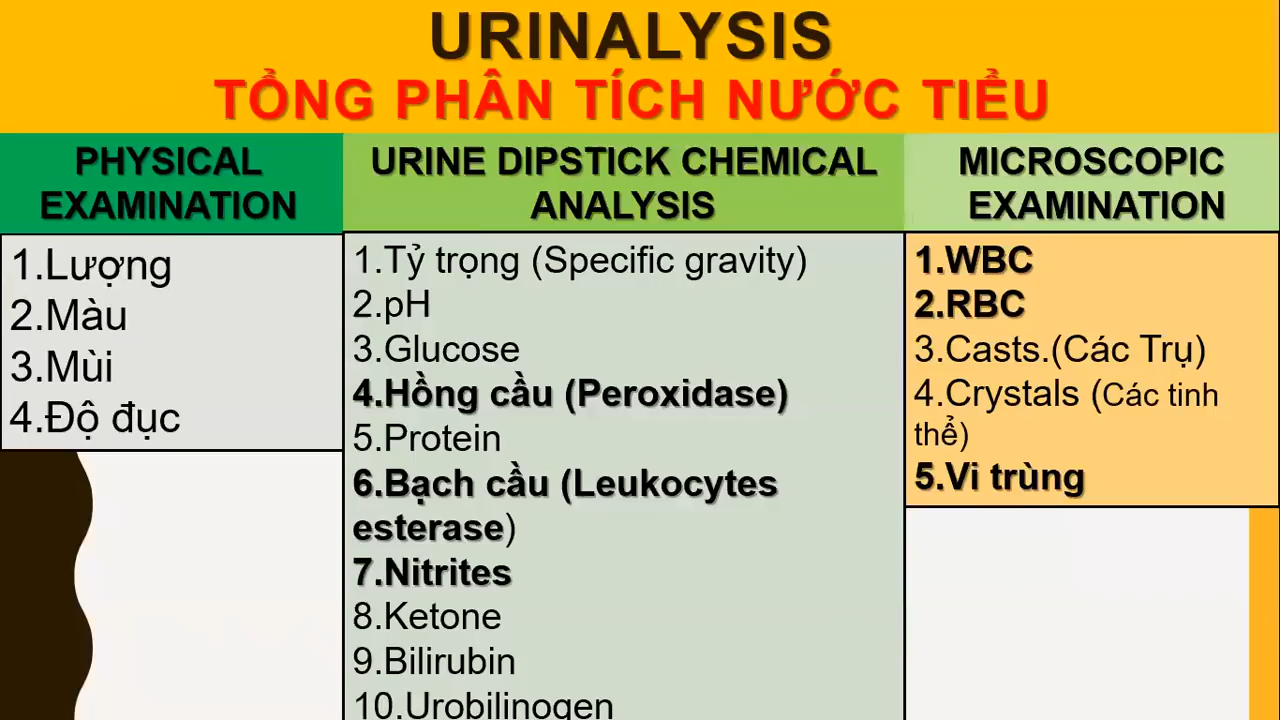 URINALYSIS
TỔNG PHÂN TÍCH NƯỚC TIỂU
PHYSICAL
EXAMINATION
1.Lượng
2.Màu
3.Mùi
4.Độ đục
URINE DIPSTICK CHEMICAL
ANALYSIS
1.Tỷ trọng (Specific gravity)
2.pH
3.Glucose
4.Hồng cầu (Peroxidase)
5.Protein
6.Bạch cầu (Leukocytes
esterase)
7.Nitrites
8.Ketone
9.Bilirubin
10.Urobilinogen
MICROSCOPIC
EXAMINATION
1.WBC
2.RBC
3.Casts.(Các Trụ)
4.Crystals (Các tinh
thể)
5.Vi trùng